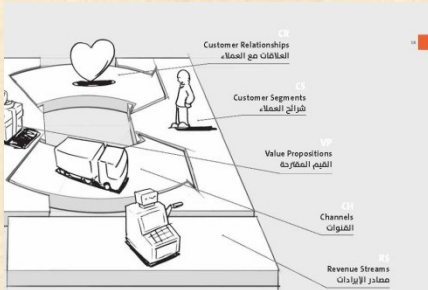 CR
Customer Relationships
العلاقات مع العملاء
CS
Customer Segments
شرائح العملاء
VP
Value Propositions
القيم المقترحة
CH
Channels
القنوات
RS
Revenue Streams
مصادر الإيرادات